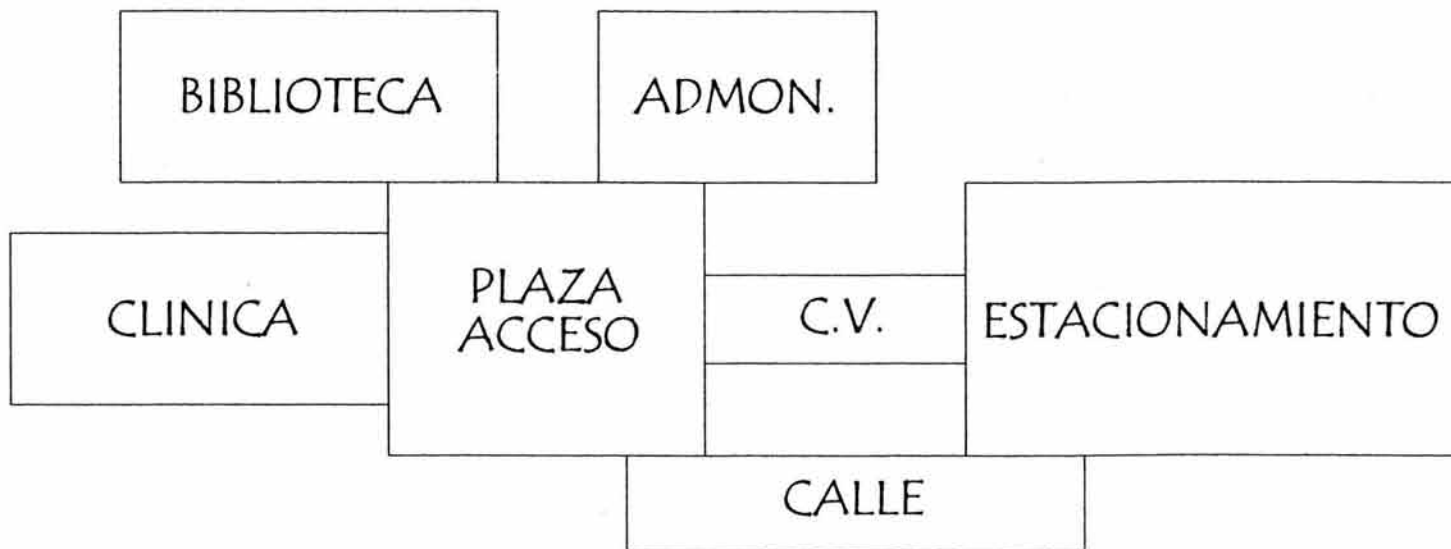 BIBLIOTECA
ADMON.
CLINICA
PLAZA
ACCESO
C.V.
ESTACIONAMIENTO
CALLE